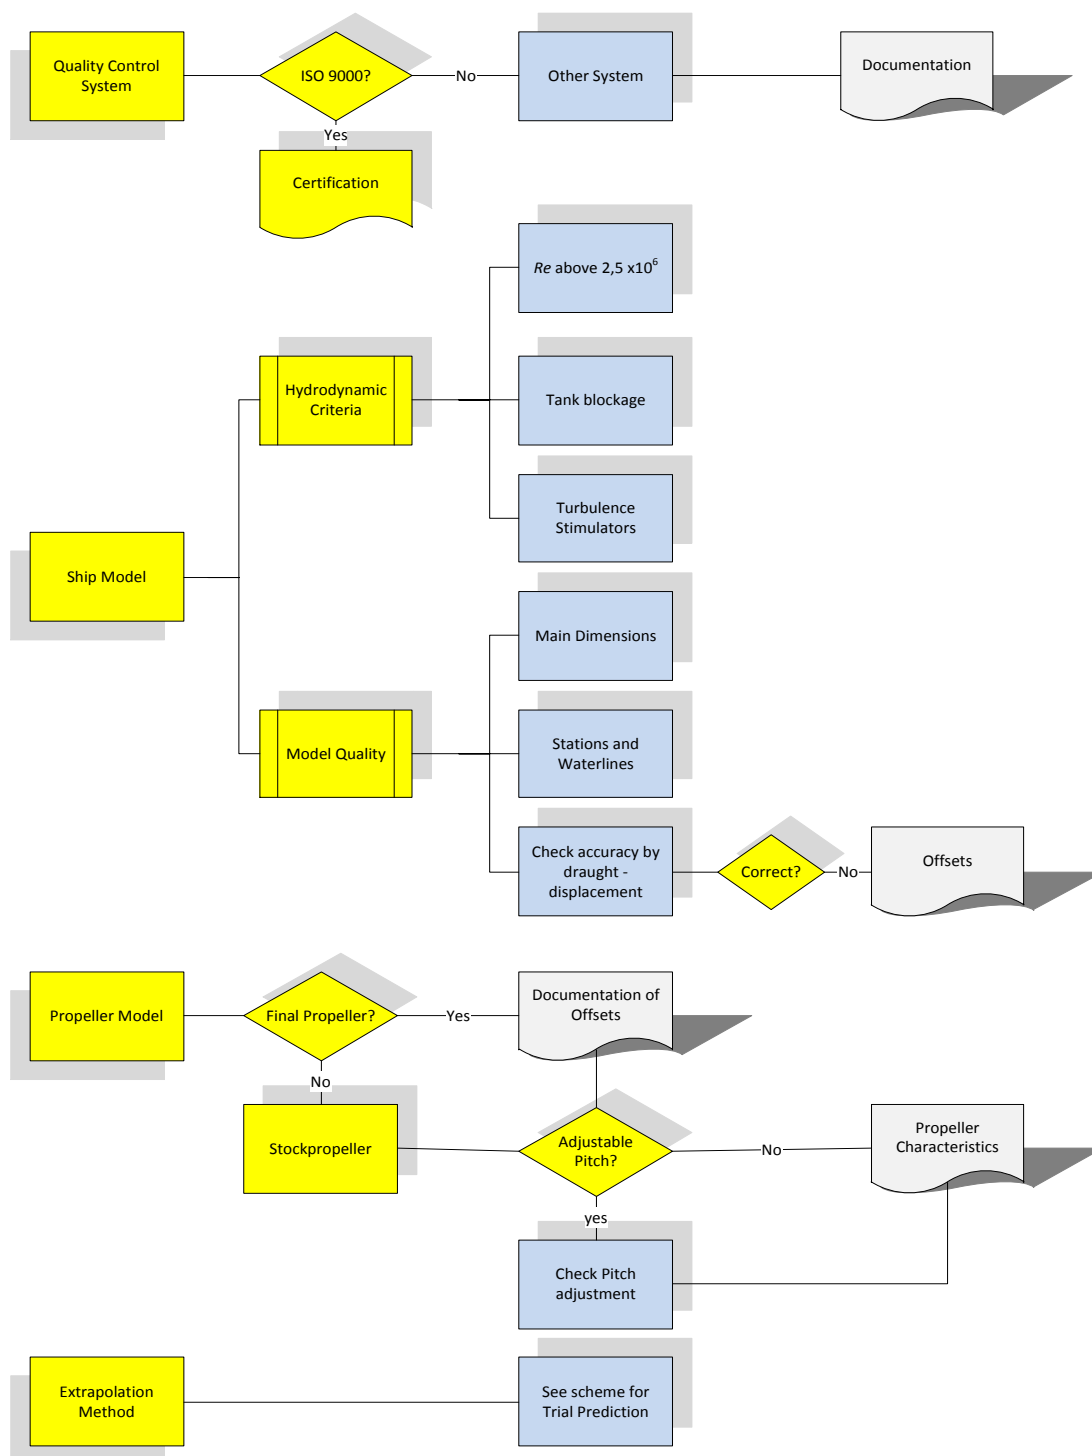 Quality Control
System
ISO 9000?
No
Other System
Documentation
Yes
Certification
Re above 2,5 x10⁶
Hydrodynamic
Criteria
Tank blockage
Turbulence
Stimulators
Ship Model
Main Dimensions
Model Quality
Stations and
Waterlines
Check accuracy by
draught -
displacement
Correct?
No
Offsets
Propeller Model
Final Propeller?
Yes
Documentation of
Offsets
No
Stockpropeller
Adjustable
Pitch?
No
Propeller
Characteristics
yes
Check Pitch
adjustment
Extrapolation
Method
See scheme for
Trial Prediction